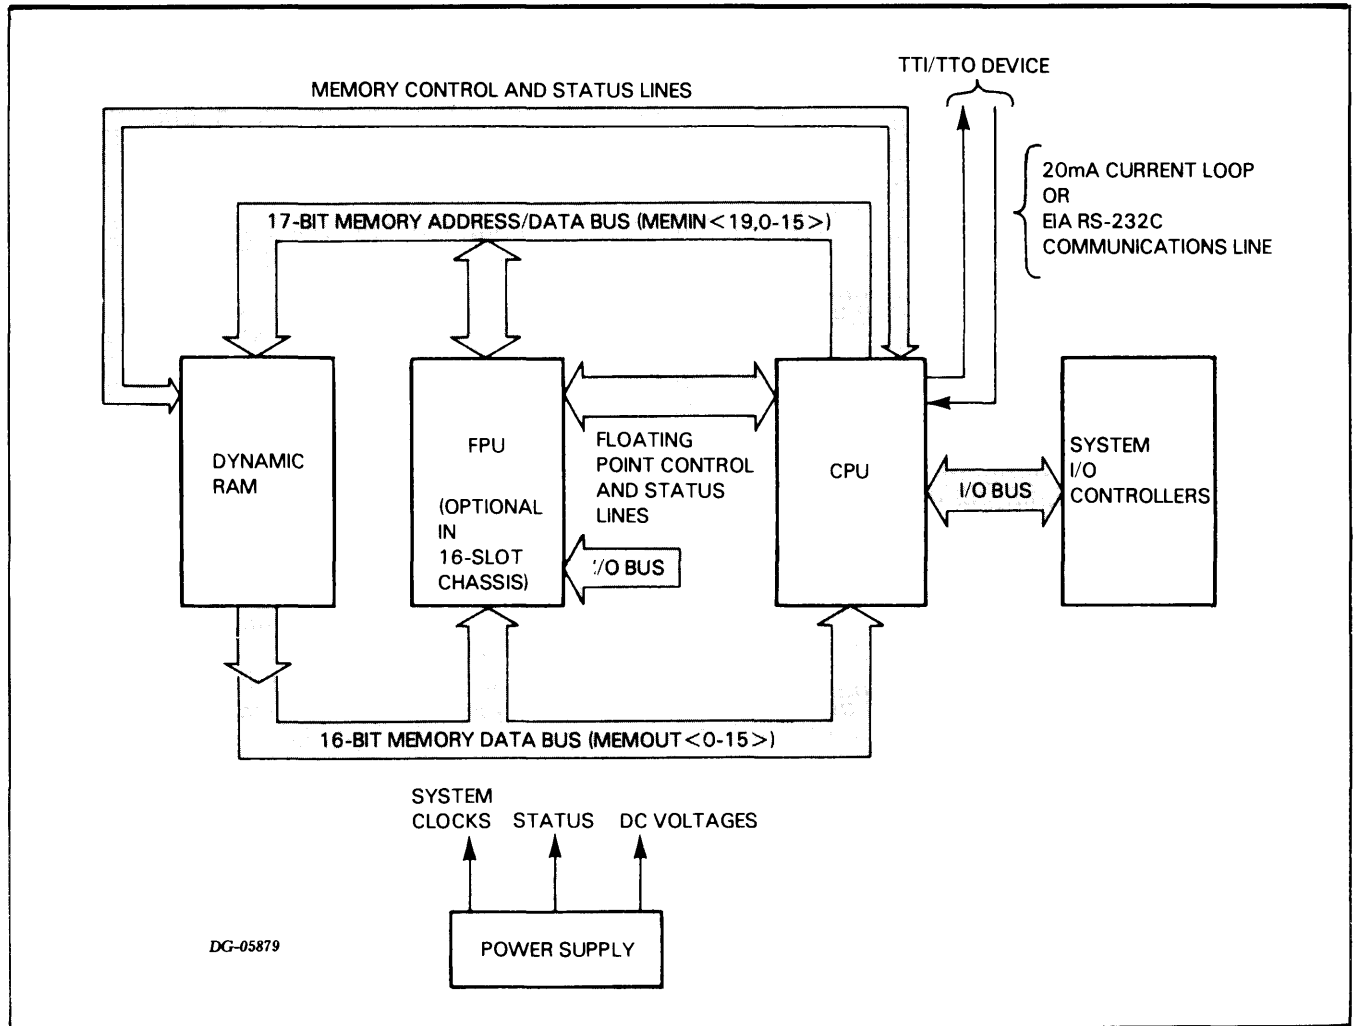 TTI/TTO DEVICE
MEMORY CONTROL AND STATUS LINES
20mA CURRENT LOOP
OR
EIA RS-232C
COMMUNICATIONS LINE
17-BIT MEMORY ADDRESS/DATA BUS (MEMIN<19,0-15>)
DYNAMIC
RAM
FPU
(OPTIONAL
IN
16-SLOT
CHASSIS)
FLOATING
POINT CONTROL
AND STATUS
LINES
I/O BUS
CPU
I/O BUS
SYSTEM
I/O
CONTROLLERS
16-BIT MEMORY DATA BUS (MEMOUT<0-15>)
SYSTEM
CLOCKS
STATUS
DC VOLTAGES
POWER SUPPLY
DG-05879